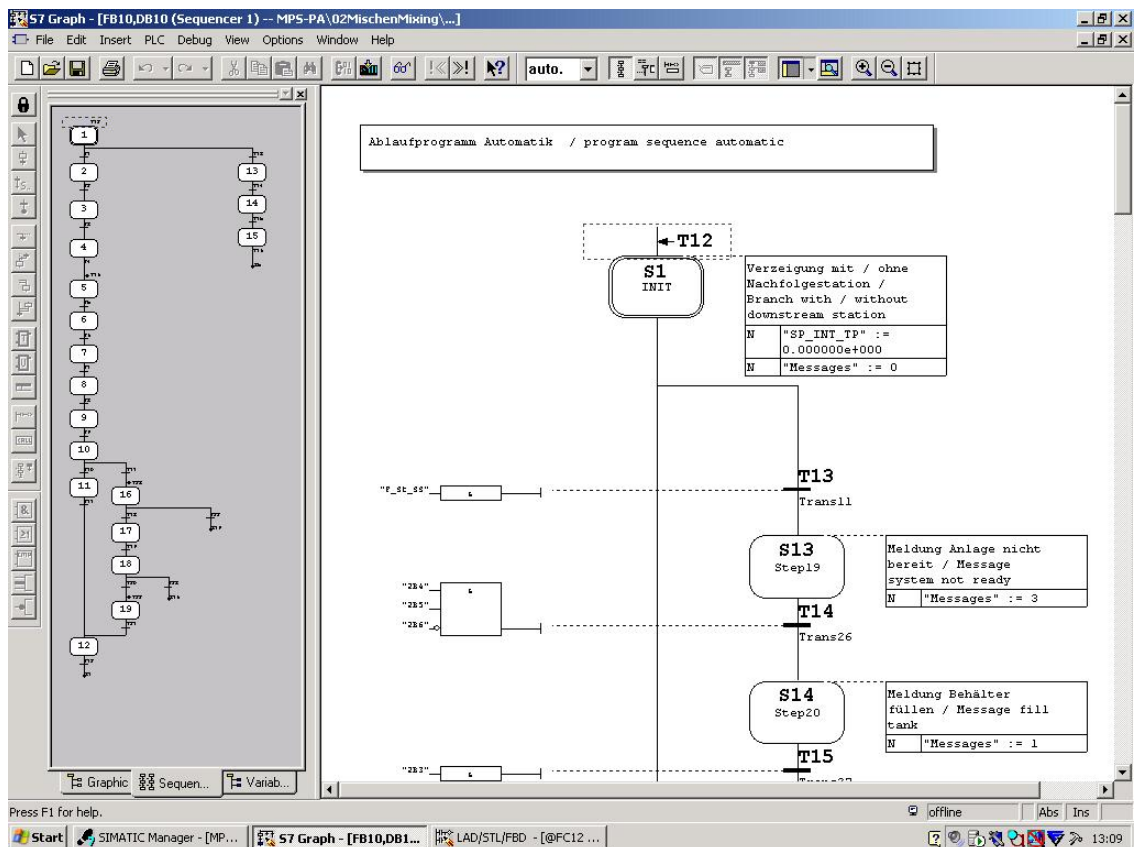 S7 Graph - [FB10,DB10 (Sequencer 1) -- MPS-PA\02MischenMixing\...]
File Edit Insert PLC Debug View Options Window Help
auto.
Ablaufprogramm Automatik / program sequence automatic
1
2
13
3
14
4
15
5
6
7
8
9
10
11
16
17
18
19
12
T12
S1
INIT
Verzeigung mit / ohne
Nachfolgestation /
Branch with / without
downstream station
N "SP_INT_TP" :=
0.000000e+000
N "Messages" := 0
T13
Trans11
&
S13
Step19
Meldung Anlage nicht
bereit / Message
system not ready
N "Messages" := 3
"2B4"
"2B5"
"2B6"
&
T14
Trans26
S14
Step20
Meldung Behälter
füllen / Message fill
tank
N "Messages" := 1
"2B3"
&
T15
Graphic Sequen... Variab...
Press F1 for help.
offline Abs Ins
Start SIMATIC Manager - [MP... S7 Graph - [FB10,DB1... LAD/STL/FBD - [@FC12 ... 13:09